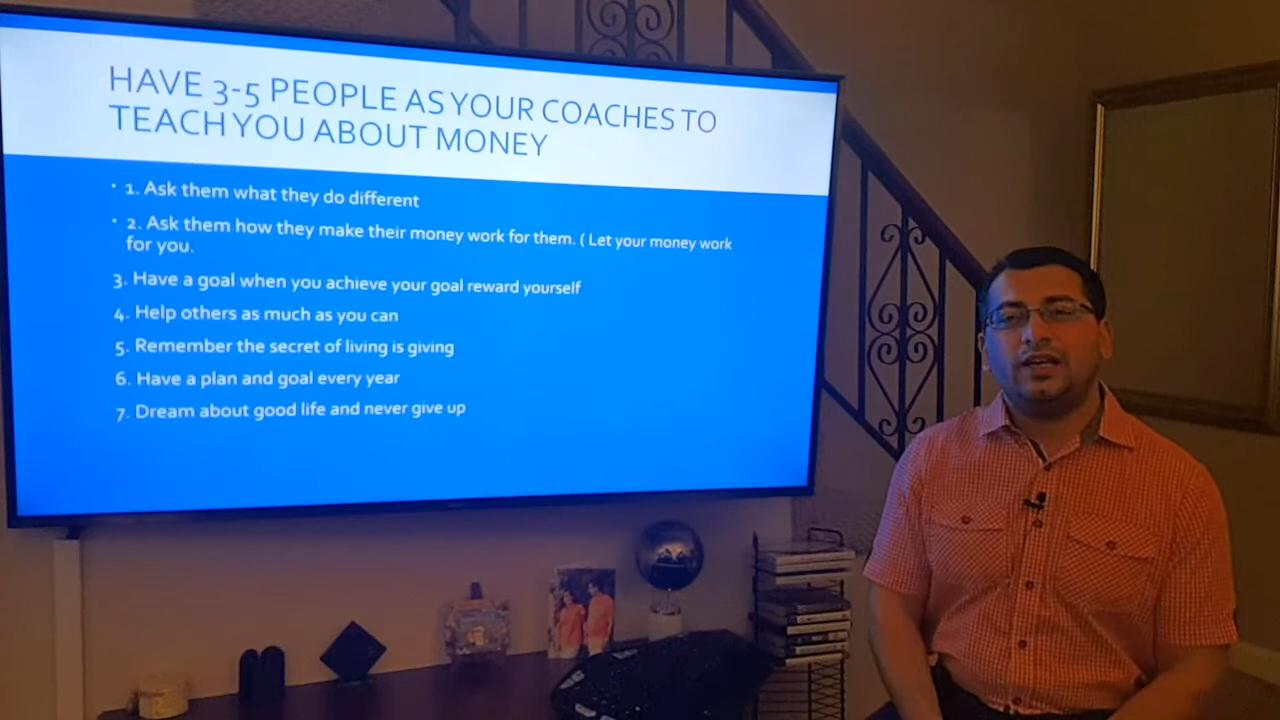 HAVE 3-5 PEOPLE AS YOUR COACHES TO
TEACH YOU ABOUT MONEY
• 1. Ask them what they do different
• 2. Ask them how they make their money work for them. ( Let your money work
for you.
3. Have a goal when you achieve your goal reward yourself
4. Help others as much as you can
5. Remember the secret of living is giving
6. Have a plan and goal every year
7. Dream about good life and never give up